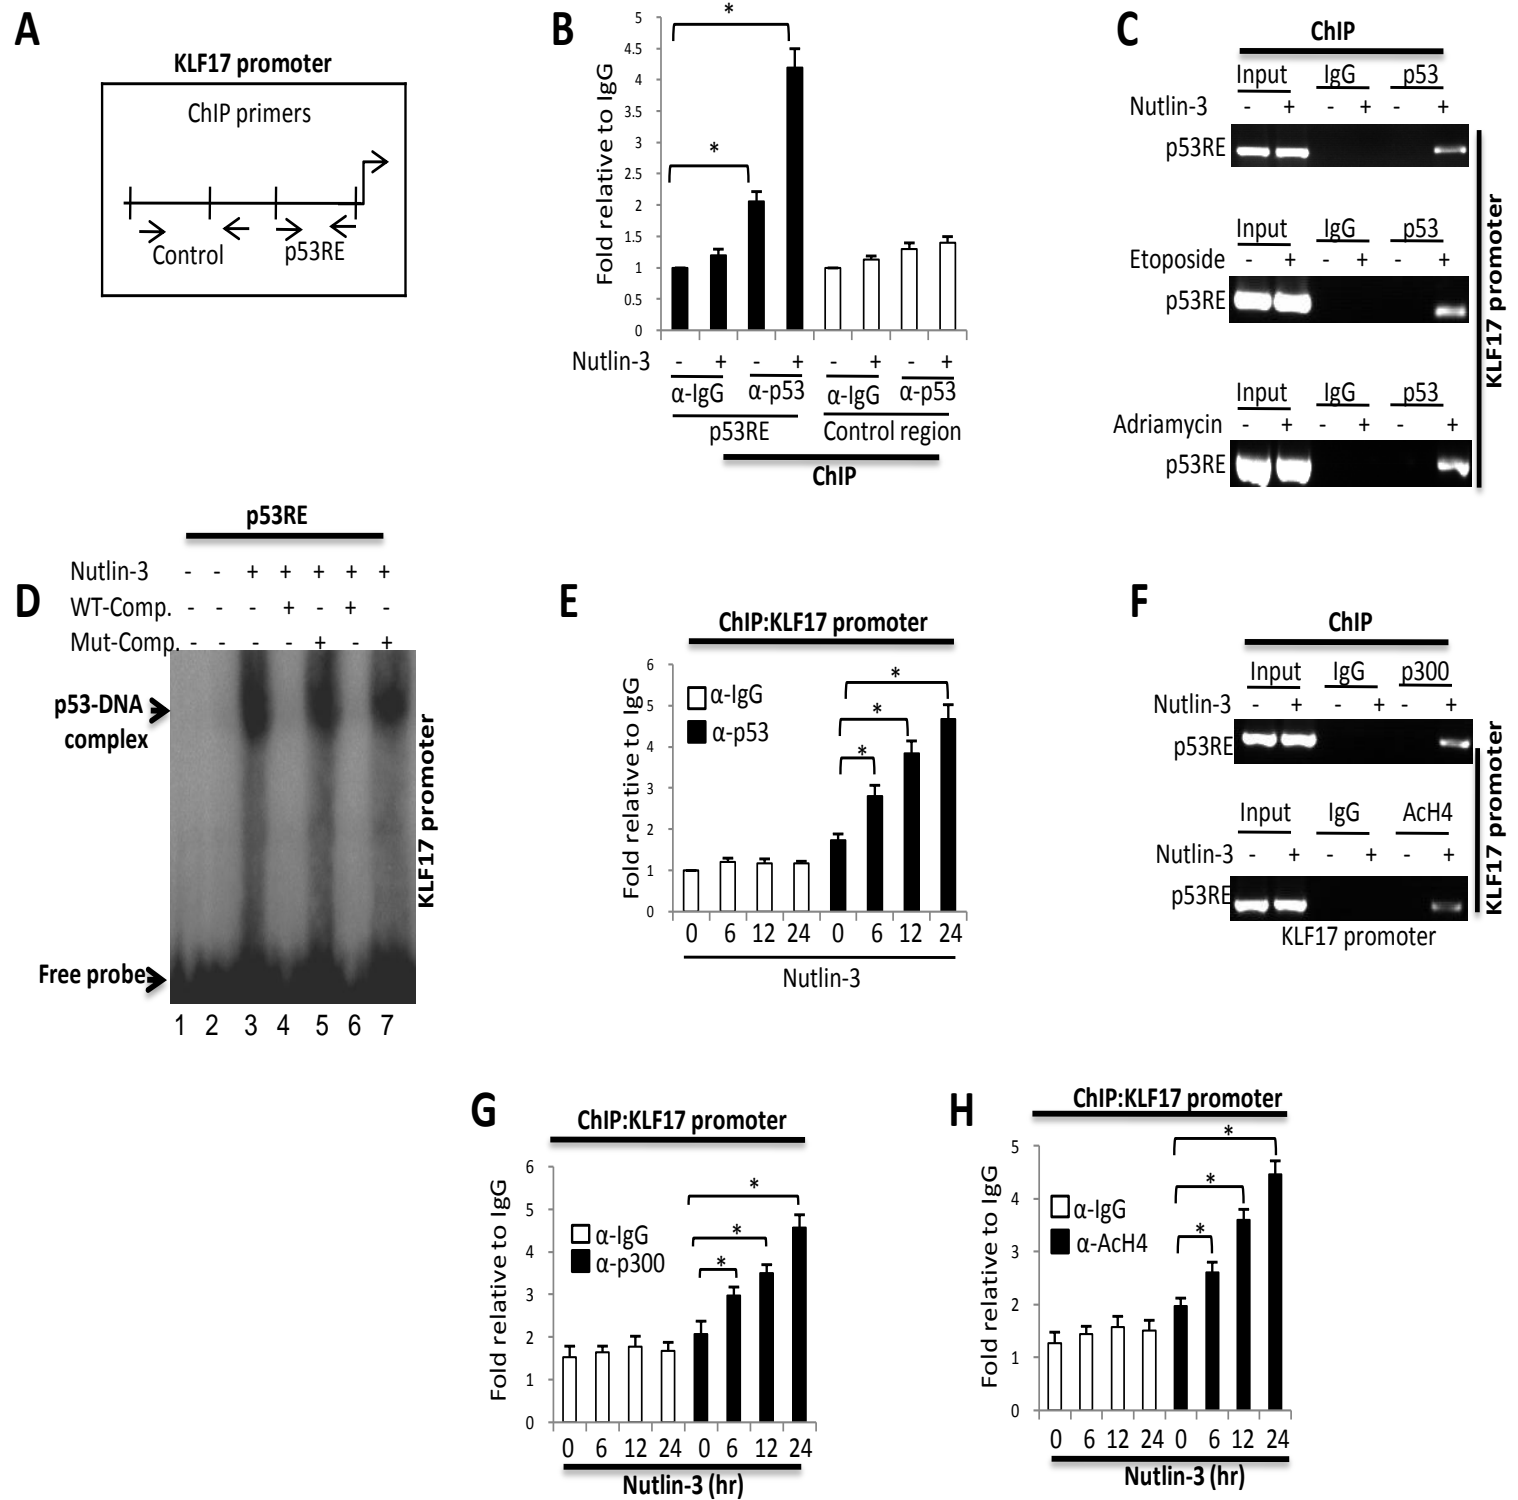 A
KLF17 promoter
ChIP primers
Control
p53RE
B
Fold relative to IgG
5
4.5
4
3.5
3
2.5
2
1.5
1
0.5
0
*
*
Nutlin-3 - + - + - + - +
α-IgG α-p53 α-IgG α-p53
p53RE Control region
ChIP
C
ChIP
Input IgG p53
Nutlin-3 - + - + - +
p53RE
Input IgG p53
Etoposide - + - + - +
p53RE
Input IgG p53
Adriamycin - + - + - +
p53RE
KLF17 promoter
D
p53RE
Nutlin-3 - - + + + + +
WT-Comp. - - - + - + -
Mut-Comp. - - - - + - +
p53-DNA
complex
Free probe
KLF17 promoter
1 2 3 4 5 6 7
E
ChIP:KLF17 promoter
Fold relative to IgG
6
5
4
3
2
1
0
α-IgG
α-p53
*
*
*
0 6 12 24 0 6 12 24
Nutlin-3
F
ChIP
Input IgG p300
Nutlin-3 - + - + - +
p53RE
Input IgG AcH4
Nutlin-3 - + - + - +
p53RE
KLF17 promoter
KLF17 promoter
G
ChIP:KLF17 promoter
Fold relative to IgG
6
5
4
3
2
1
0
α-IgG
α-p300
*
*
*
0 6 12 24 0 6 12 24
Nutlin-3 (hr)
H
ChIP:KLF17 promoter
Fold relative to IgG
5
4
3
2
1
0
α-IgG
α-AcH4
*
*
*
0 6 12 24 0 6 12 24
Nutlin-3 (hr)